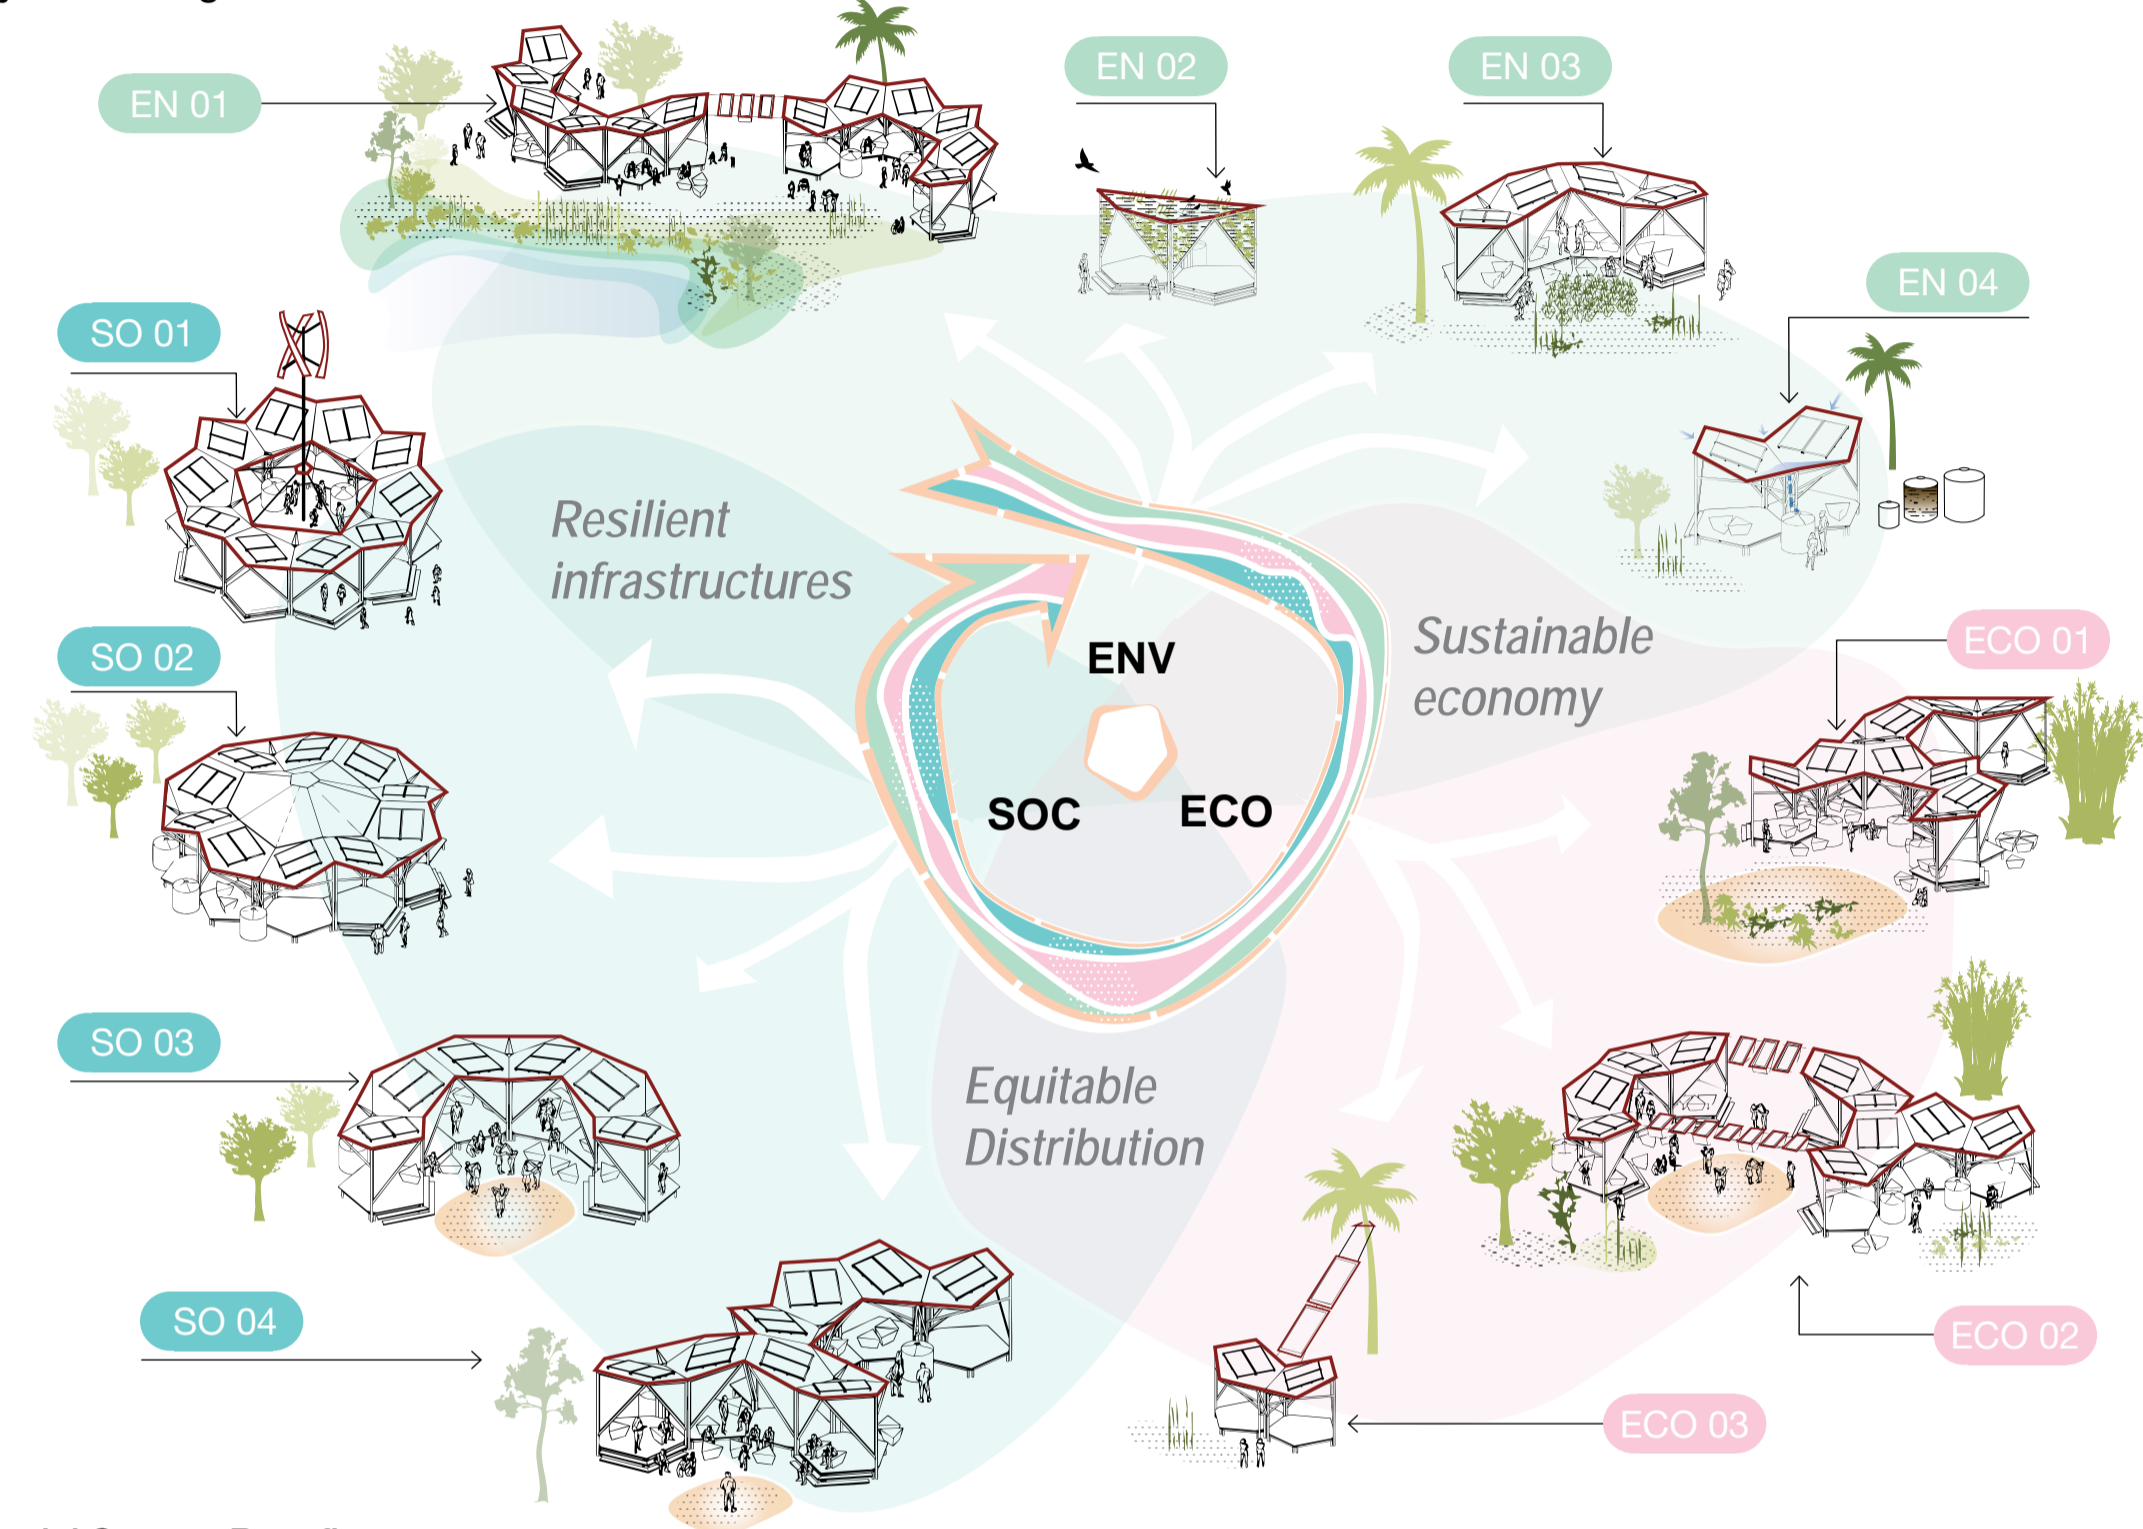 EN 01
EN 02
EN 03
EN 04
SO 01
Resilient
infrastructures
Sustainable
economy
ECO 01
SO 02
ENV
SOC
ECO
SO 03
Equitable
Distribution
SO 04
ECO 02
ECO 03